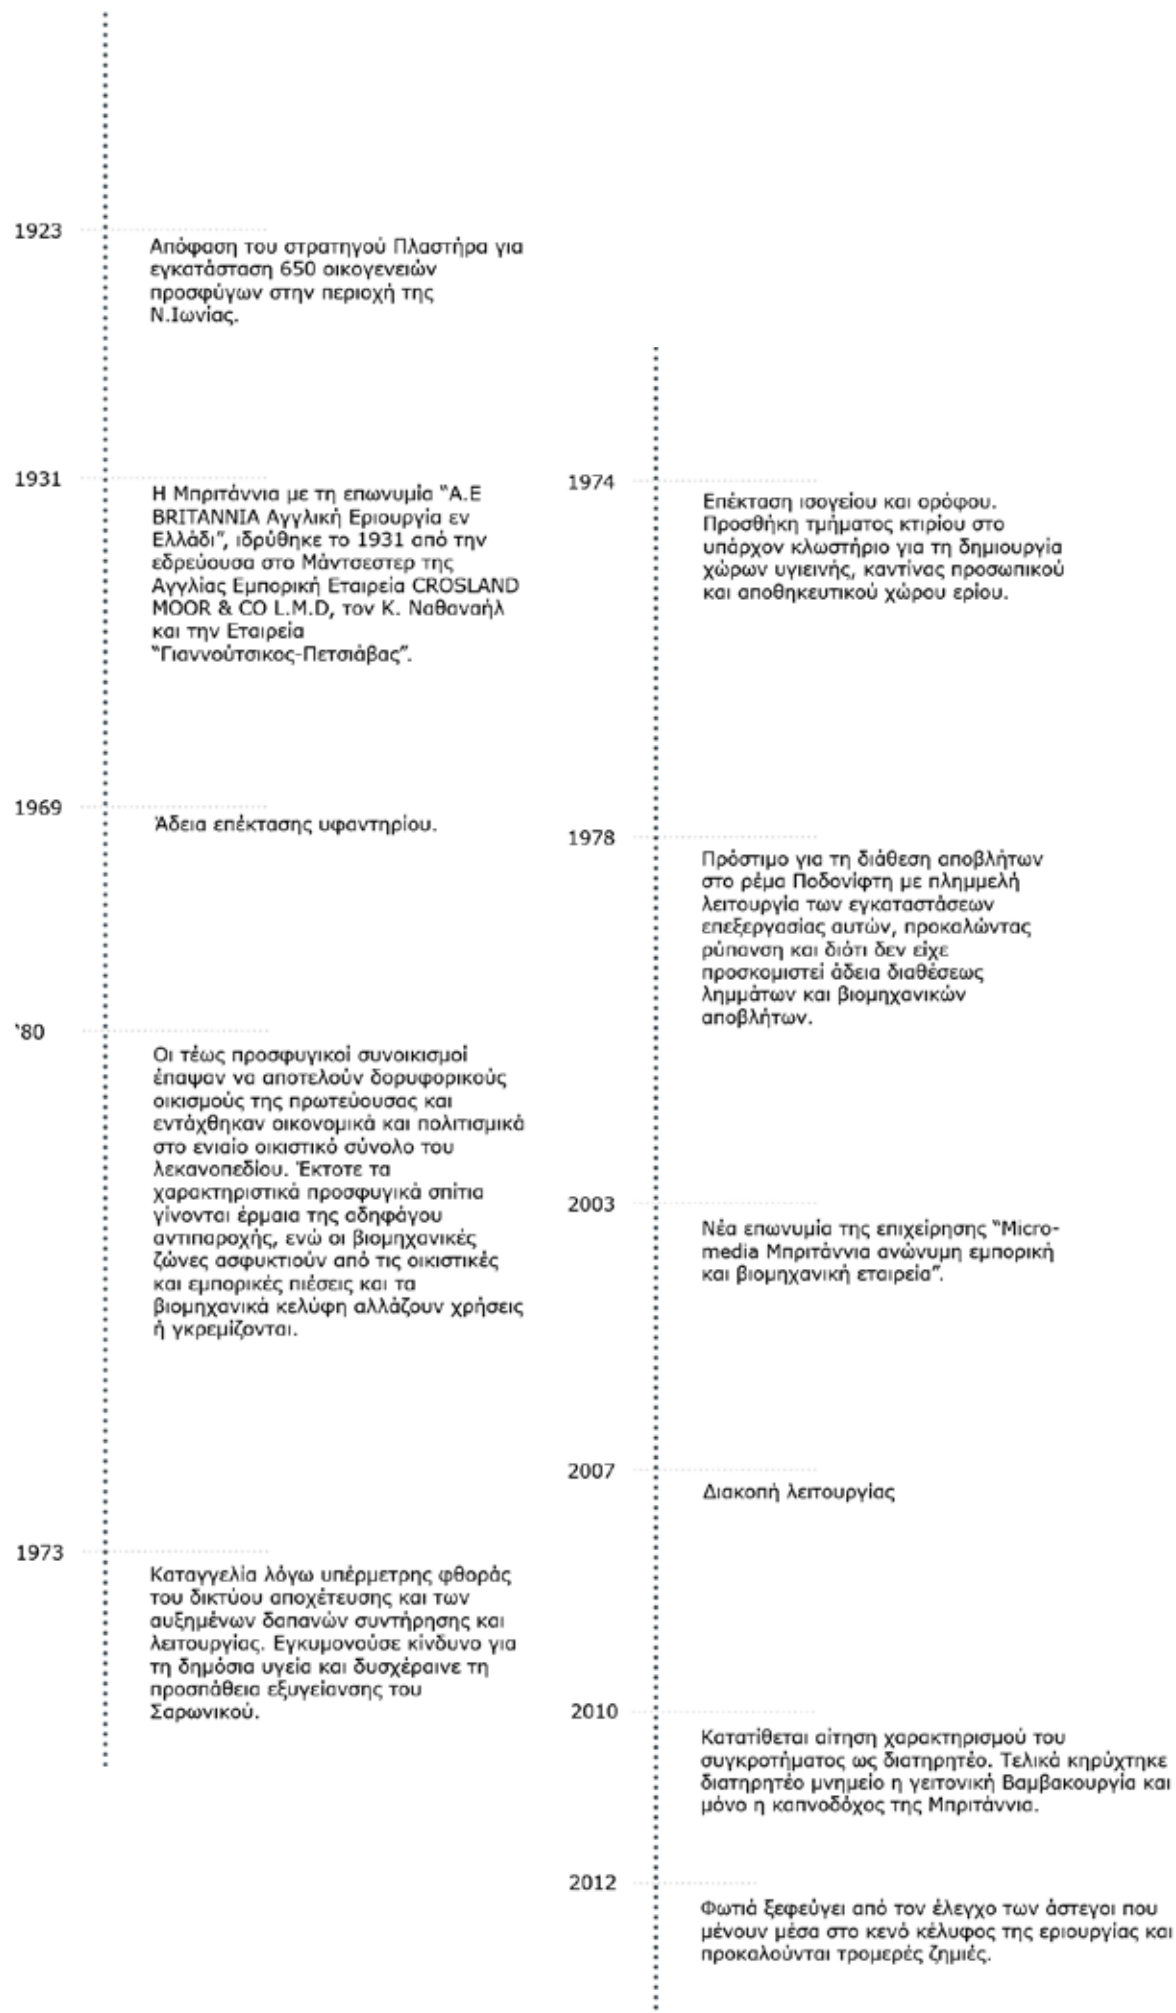 1923
Απόφαση του στρατηγού Πλαστήρα για
εγκατάσταση 650 οικογενειών
προσφύγων στην περιοχή της
Ν.Ιωνίας.
1931
Η Μπριτάννια με τη επωνυμία “Α.Ε
BRITANNIA Αγγλική Εριουργία εν
Ελλάδι”, ιδρύθηκε το 1931 από την
εδρεύουσα στο Μάντσεστερ της
Αγγλίας Εμπορική Εταιρεία CROSLAND
MOOR & CO L.M.D, τον Κ. Ναθαναήλ
και την Εταιρεία
“Γιαννούτσικος-Πετσιάβας”.
1969
Άδεια επέκτασης υφαντηρίου.
‘80
Οι τέως προσφυγικοί συνοικισμοί
έπαψαν να αποτελούν δορυφορικούς
οικισμούς της πρωτεύουσας και
εντάχθηκαν οικονομικά και πολιτισμικά
στο ενιαίο οικιστικό σύνολο του
λεκανοπεδίου. Έκτοτε τα
χαρακτηριστικά προσφυγικά σπίτια
γίνονται έρμαια της αδηφάγου
αντιπαροχής, ενώ οι βιομηχανικές
ζώνες ασφυκτιούν από τις οικιστικές
και εμπορικές πιέσεις και τα
βιομηχανικά κελύφη αλλάζουν χρήσεις
ή γκρεμίζονται.
1973
Καταγγελία λόγω υπέρμετρης φθοράς
του δικτύου αποχέτευσης και των
αυξημένων δαπανών συντήρησης και
λειτουργίας. Εγκυμονούσε κίνδυνο για
τη δημόσια υγεία και δυσχέραινε τη
προσπάθεια εξυγείανσης του
Σαρωνικού.
1974
Επέκταση ισογείου και ορόφου.
Προσθήκη τμήματος κτιρίου στο
υπάρχον κλωστήριο για τη δημιουργία
χώρων υγιεινής, καντίνας προσωπικού
και αποθηκευτικού χώρου ερίου.
1978
Πρόστιμο για τη διάθεση αποβλήτων
στο ρέμα Ποδονίφτη με πλημμελή
λειτουργία των εγκαταστάσεων
επεξεργασίας αυτών, προκαλώντας
ρύπανση και διότι δεν είχε
προσκομιστεί άδεια διαθέσεως
λημμάτων και βιομηχανικών
αποβλήτων.
2003
Νέα επωνυμία της επιχείρησης “Micro-
media Μπριτάννια ανώνυμη εμπορική
και βιομηχανική εταιρεία”.
2007
Διακοπή λειτουργίας
2010
Κατατίθεται αίτηση χαρακτηρισμού του
συγκροτήματος ως διατηρητέο. Τελικά κηρύχτηκε
διατηρητέο μνημείο η γειτονική Βαμβακουργία και
μόνο η καπνοδόχος της Μπριτάννια.
2012
Φωτιά ξεφεύγει από τον έλεγχο των άστεγοι που
μένουν μέσα στο κενό κέλυφος της εριουργίας και
προκαλούνται τρομερές ζημιές.